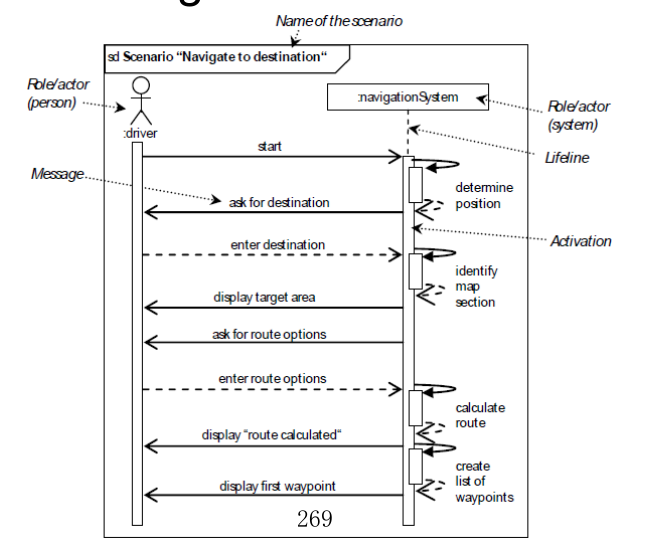 Name of the scenario
sd Scenario “Navigate to destination“
Role/actor
(person)
:navigationSystem
Role/actor
(system)
:driver
start
Lifeline
Message
determine
position
ask for destination
enter destination
Activation
identify
map
section
display target area
ask for route options
enter route options
calculate
route
display “route calculated“
create
list of
waypoints
display first waypoint
269